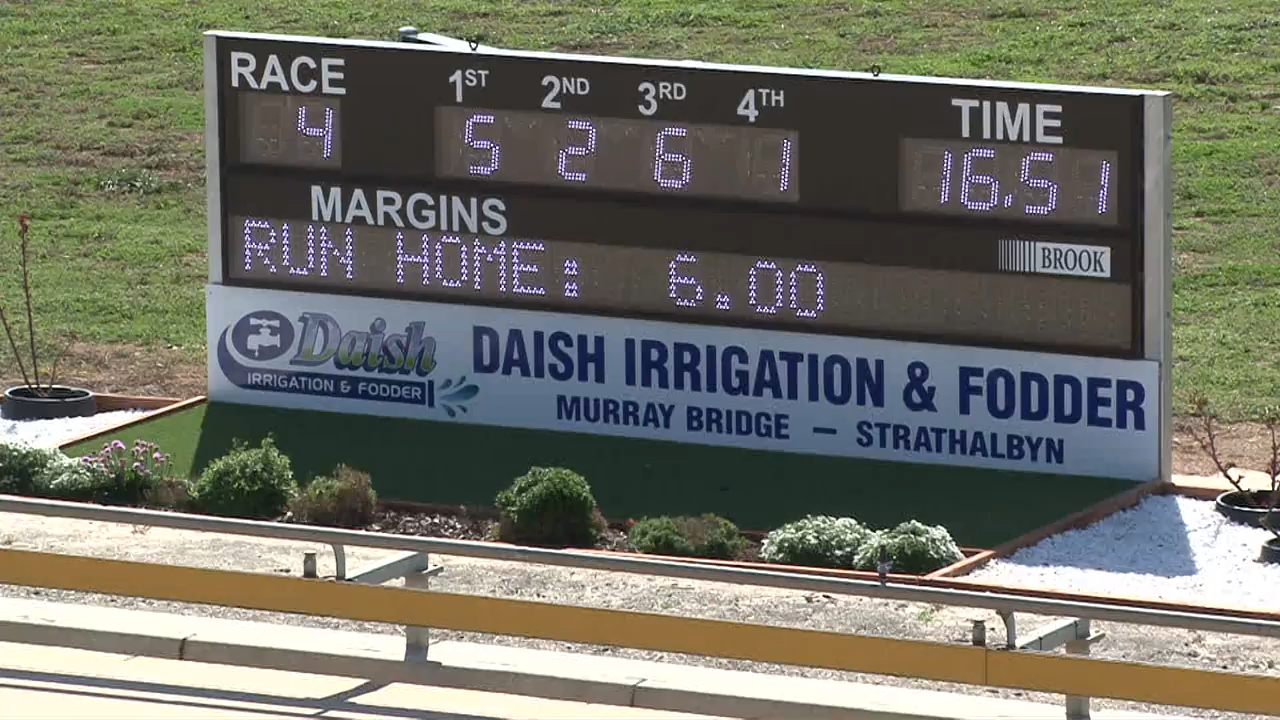 RACE 1ST 2ND 3RD 4TH TIME
4 5 2 6 1 16.51
MARGINS
BROOK
RUN HOME: 6.00
Daish
IRRIGATION & FODDER
DAISH IRRIGATION & FODDER
MURRAY BRIDGE — STRATHALBYN